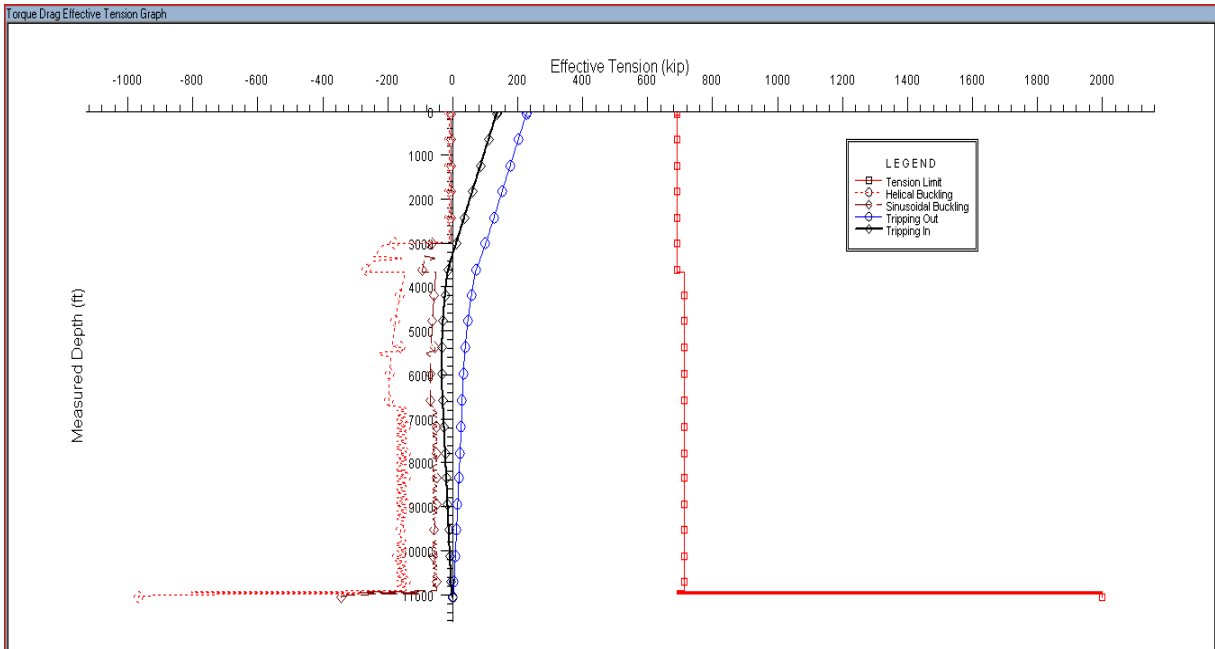 Torque Drag Effective Tension Graph
Effective Tension (kip)
-1000 -800 -600 -400 -200 0 200 400 600 800 1000 1200 1400 1600 1800 2000
0
1000
2000
3000
4000
5000
6000
7000
8000
9000
10000
11000
Measured Depth (ft)
LEGEND
Tension Limit
Helical Buckling
Sinusoidal Buckling
Tripping Out
Tripping In